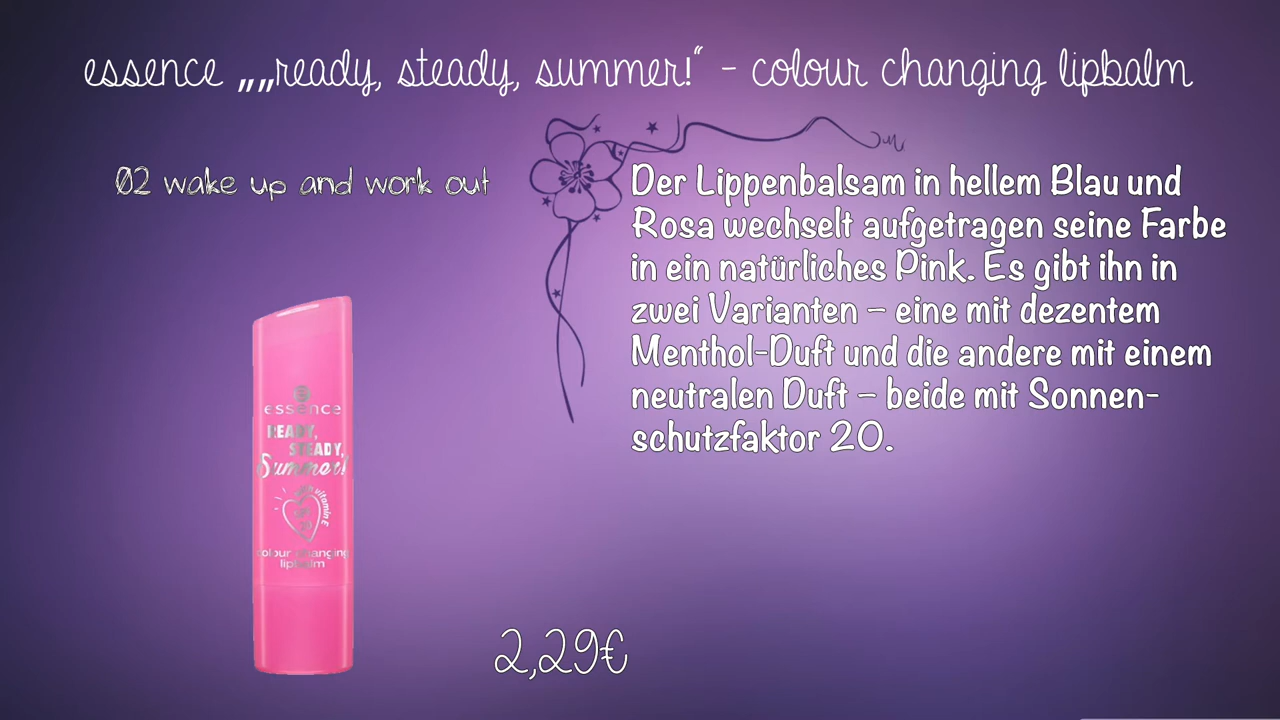 essence „„ready, steady, summer!“ - colour changing lipbalm
02 wake up and work out
Der Lippenbalsam in hellem Blau und
Rosa wechselt aufgetragen seine Farbe
in ein natürliches Pink. Es gibt ihn in
zwei Varianten – eine mit dezentem
Menthol-Duft und die andere mit einem
neutralen Duft – beide mit Sonnen-
schutzfaktor 20.
essence
READY,
STEADY,
Summer!
vitamin E
20
colour changing
lipbalm
2,29€